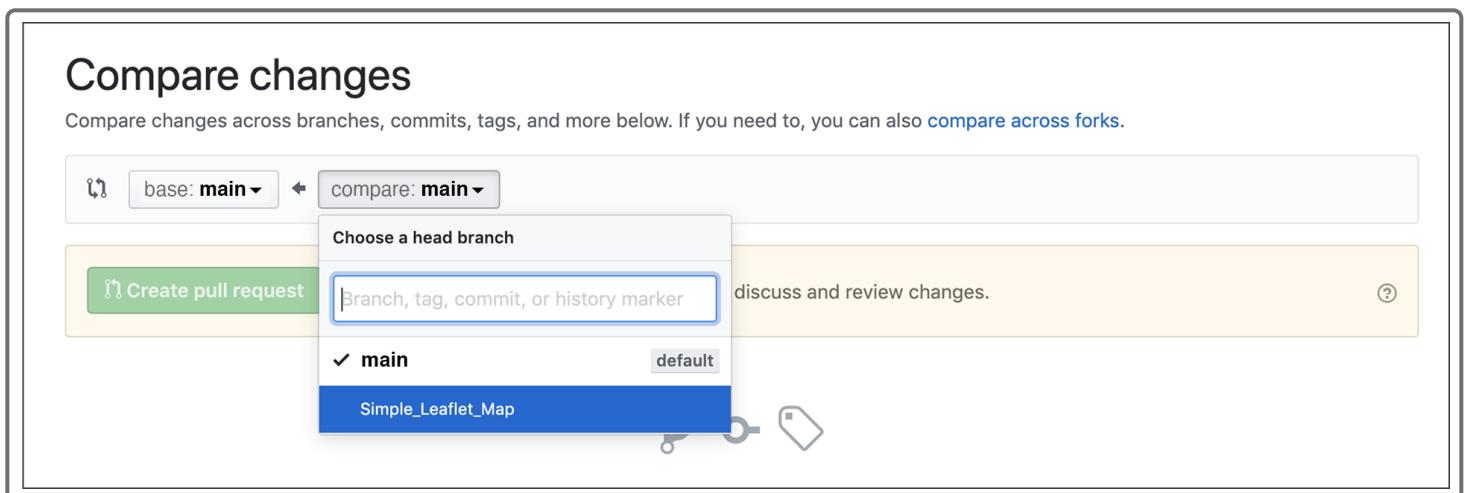 Compare changes
Compare changes across branches, commits, tags, and more below. If you need to, you can also compare across forks.
base: main
compare: main
Choose a head branch
Create pull request
Branch, tag, commit, or history marker
discuss and review changes.
main default
Simple_Leaflet_Map